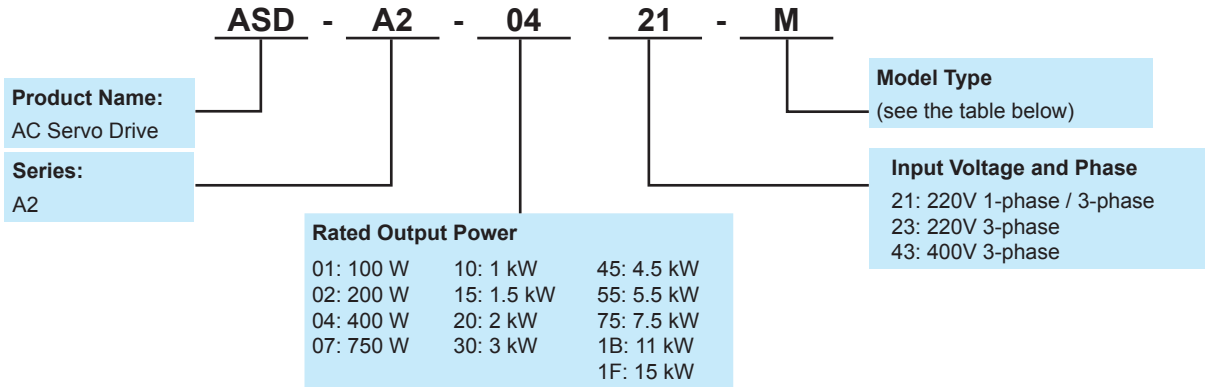 ASD - A2 - 04 21 - M
Product Name:
AC Servo Drive
Series:
A2
Rated Output Power
01: 100 W 10: 1 kW 45: 4.5 kW
02: 200 W 15: 1.5 kW 55: 5.5 kW
04: 400 W 20: 2 kW 75: 7.5 kW
07: 750 W 30: 3 kW 1B: 11 kW
1F: 15 kW
Model Type
(see the table below)
Input Voltage and Phase
21: 220V 1-phase / 3-phase
23: 220V 3-phase
43: 400V 3-phase